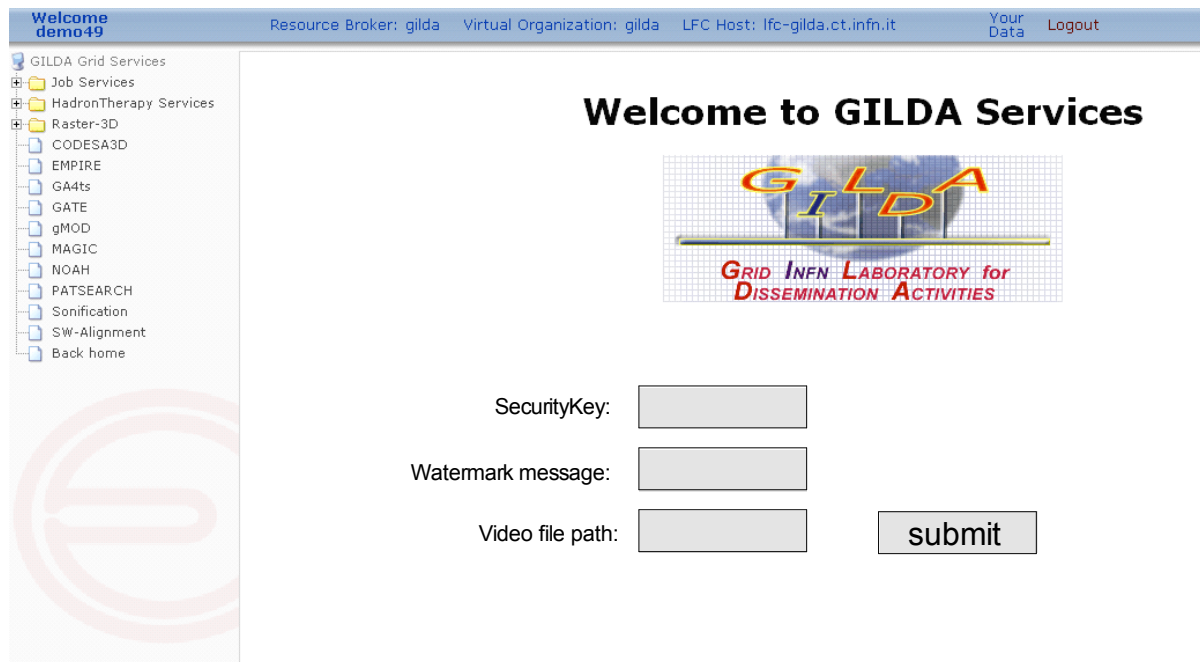 Welcome
demo49
Resource Broker: gilda Virtual Organization: gilda LFC Host: lfc-gilda.ct.infn.it
Your
Data
Logout
GILDA Grid Services
Job Services
HadronTherapy Services
Raster-3D
CODESA3D
EMPIRE
GA4ts
GATE
gMOD
MAGIC
NOAH
PATSEARCH
Sonification
SW-Alignment
Back home
Welcome to GILDA Services
GILDA
GRID INFN LABORATORY for
DISSEMINATION ACTIVITIES
SecurityKey:
Watermark message:
Video file path:
submit